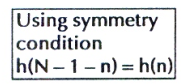 Using symmetry
condition
h(N – 1 – n) = h(n)